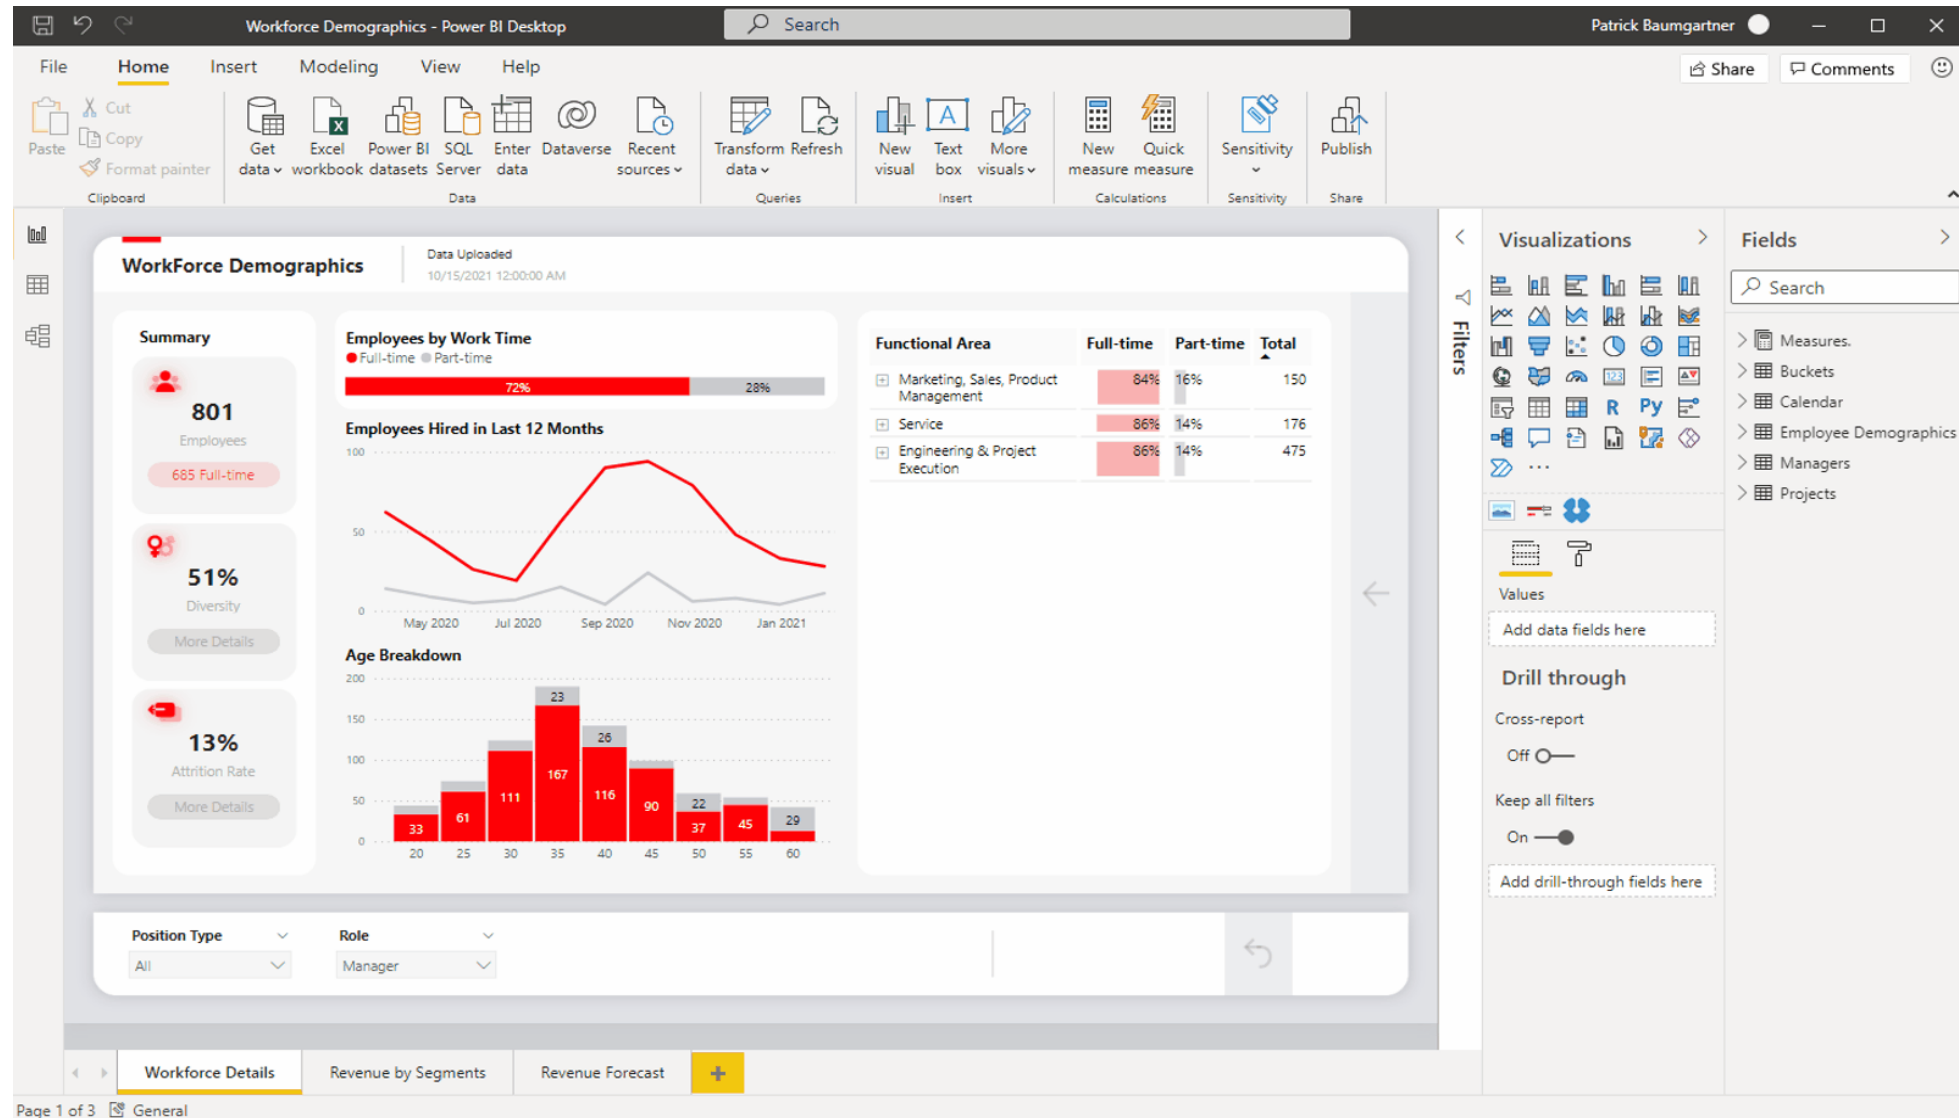 Workforce Demographics - Power BI Desktop
Search
Patrick Baumgartner
File Home Insert Modeling View Help
Share Comments
Paste
Cut
Copy
Format painter
Clipboard
Get data
Excel workbook
Power BI datasets
SQL Server
Enter data
Dataverse
Recent sources
Data
Transform data
Refresh
Queries
New visual
Text box
More visuals
Insert
New measure
Quick measure
Calculations
Sensitivity
Sensitivity
Publish
Share
WorkForce Demographics
Data Uploaded
10/15/2021 12:00:00 AM
Summary
801
Employees
685 Full-time
51%
Diversity
More Details
13%
Attrition Rate
More Details
Employees by Work Time
Full-time Part-time
72% 28%
Employees Hired in Last 12 Months
100
50
0
May 2020 Jul 2020 Sep 2020 Nov 2020 Jan 2021
Age Breakdown
200
150
100
50
0
23
26
167
111
116
61
90
22
33
37
45
29
20 25 30 35 40 45 50 55 60
Functional Area Full-time Part-time Total
Marketing, Sales, Product 84% 16% 150
Management
Service 86% 14% 176
Engineering & Project 86% 14% 475
Execution
Position Type
All
Role
Manager
Filters
Visualizations
123
R Py
Values
Add data fields here
Drill through
Cross-report
Off
Keep all filters
On
Add drill-through fields here
Fields
Search
Measures.
Buckets
Calendar
Employee Demographics
Managers
Projects
Workforce Details Revenue by Segments Revenue Forecast
Page 1 of 3 General